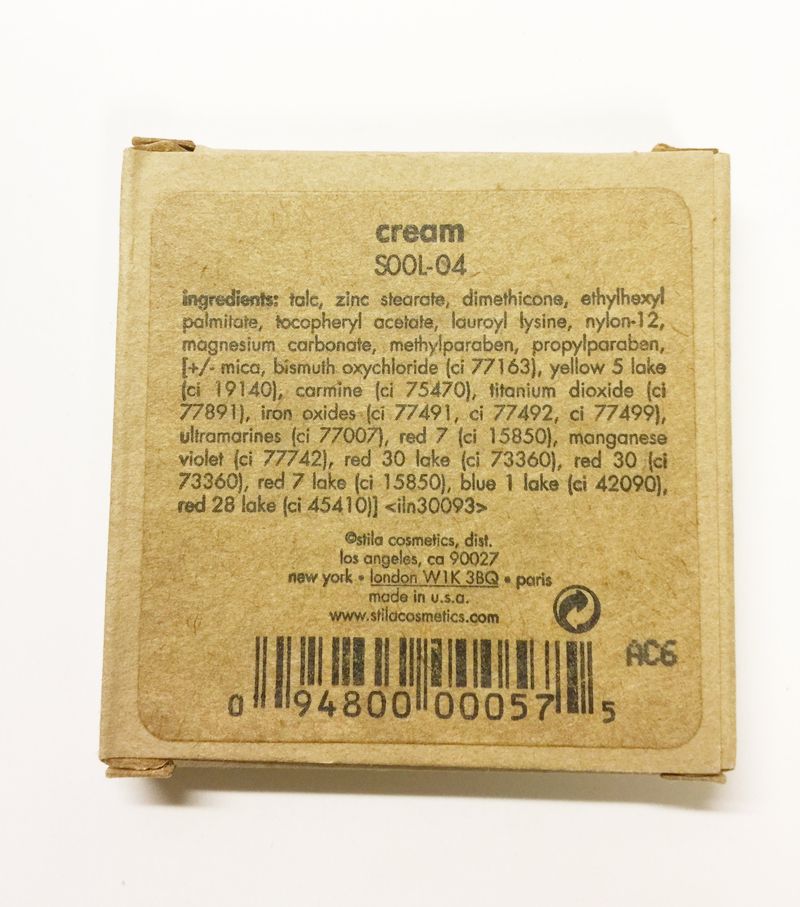 cream
SOOL-04
ingredients: talc, zinc stearate, dimethicone, ethylhexyl
palmitate, tocopheryl acetate, lauroyl lysine, nylon-12,
magnesium carbonate, methylparaben, propylparaben,
[+/- mica, bismuth oxychloride (ci 77163), yellow 5 lake
(ci 19140), carmine (ci 75470), titanium dioxide (ci
77891), iron oxides (ci 77491, ci 77492, ci 77499),
ultramarines (ci 77007), red 7 (ci 15850), manganese
violet (ci 77742), red 30 lake (ci 73360), red 30 (ci
73360), red 7 lake (ci 15850), blue 1 lake (ci 42090),
red 28 lake (ci 45410)] <iln30093>
©stila cosmetics, dist.
los angeles, ca 90027
new york • london W1K 3BQ • paris
made in u.s.a.
www.stilacosmetics.com
AC6
0 94800 00057 5